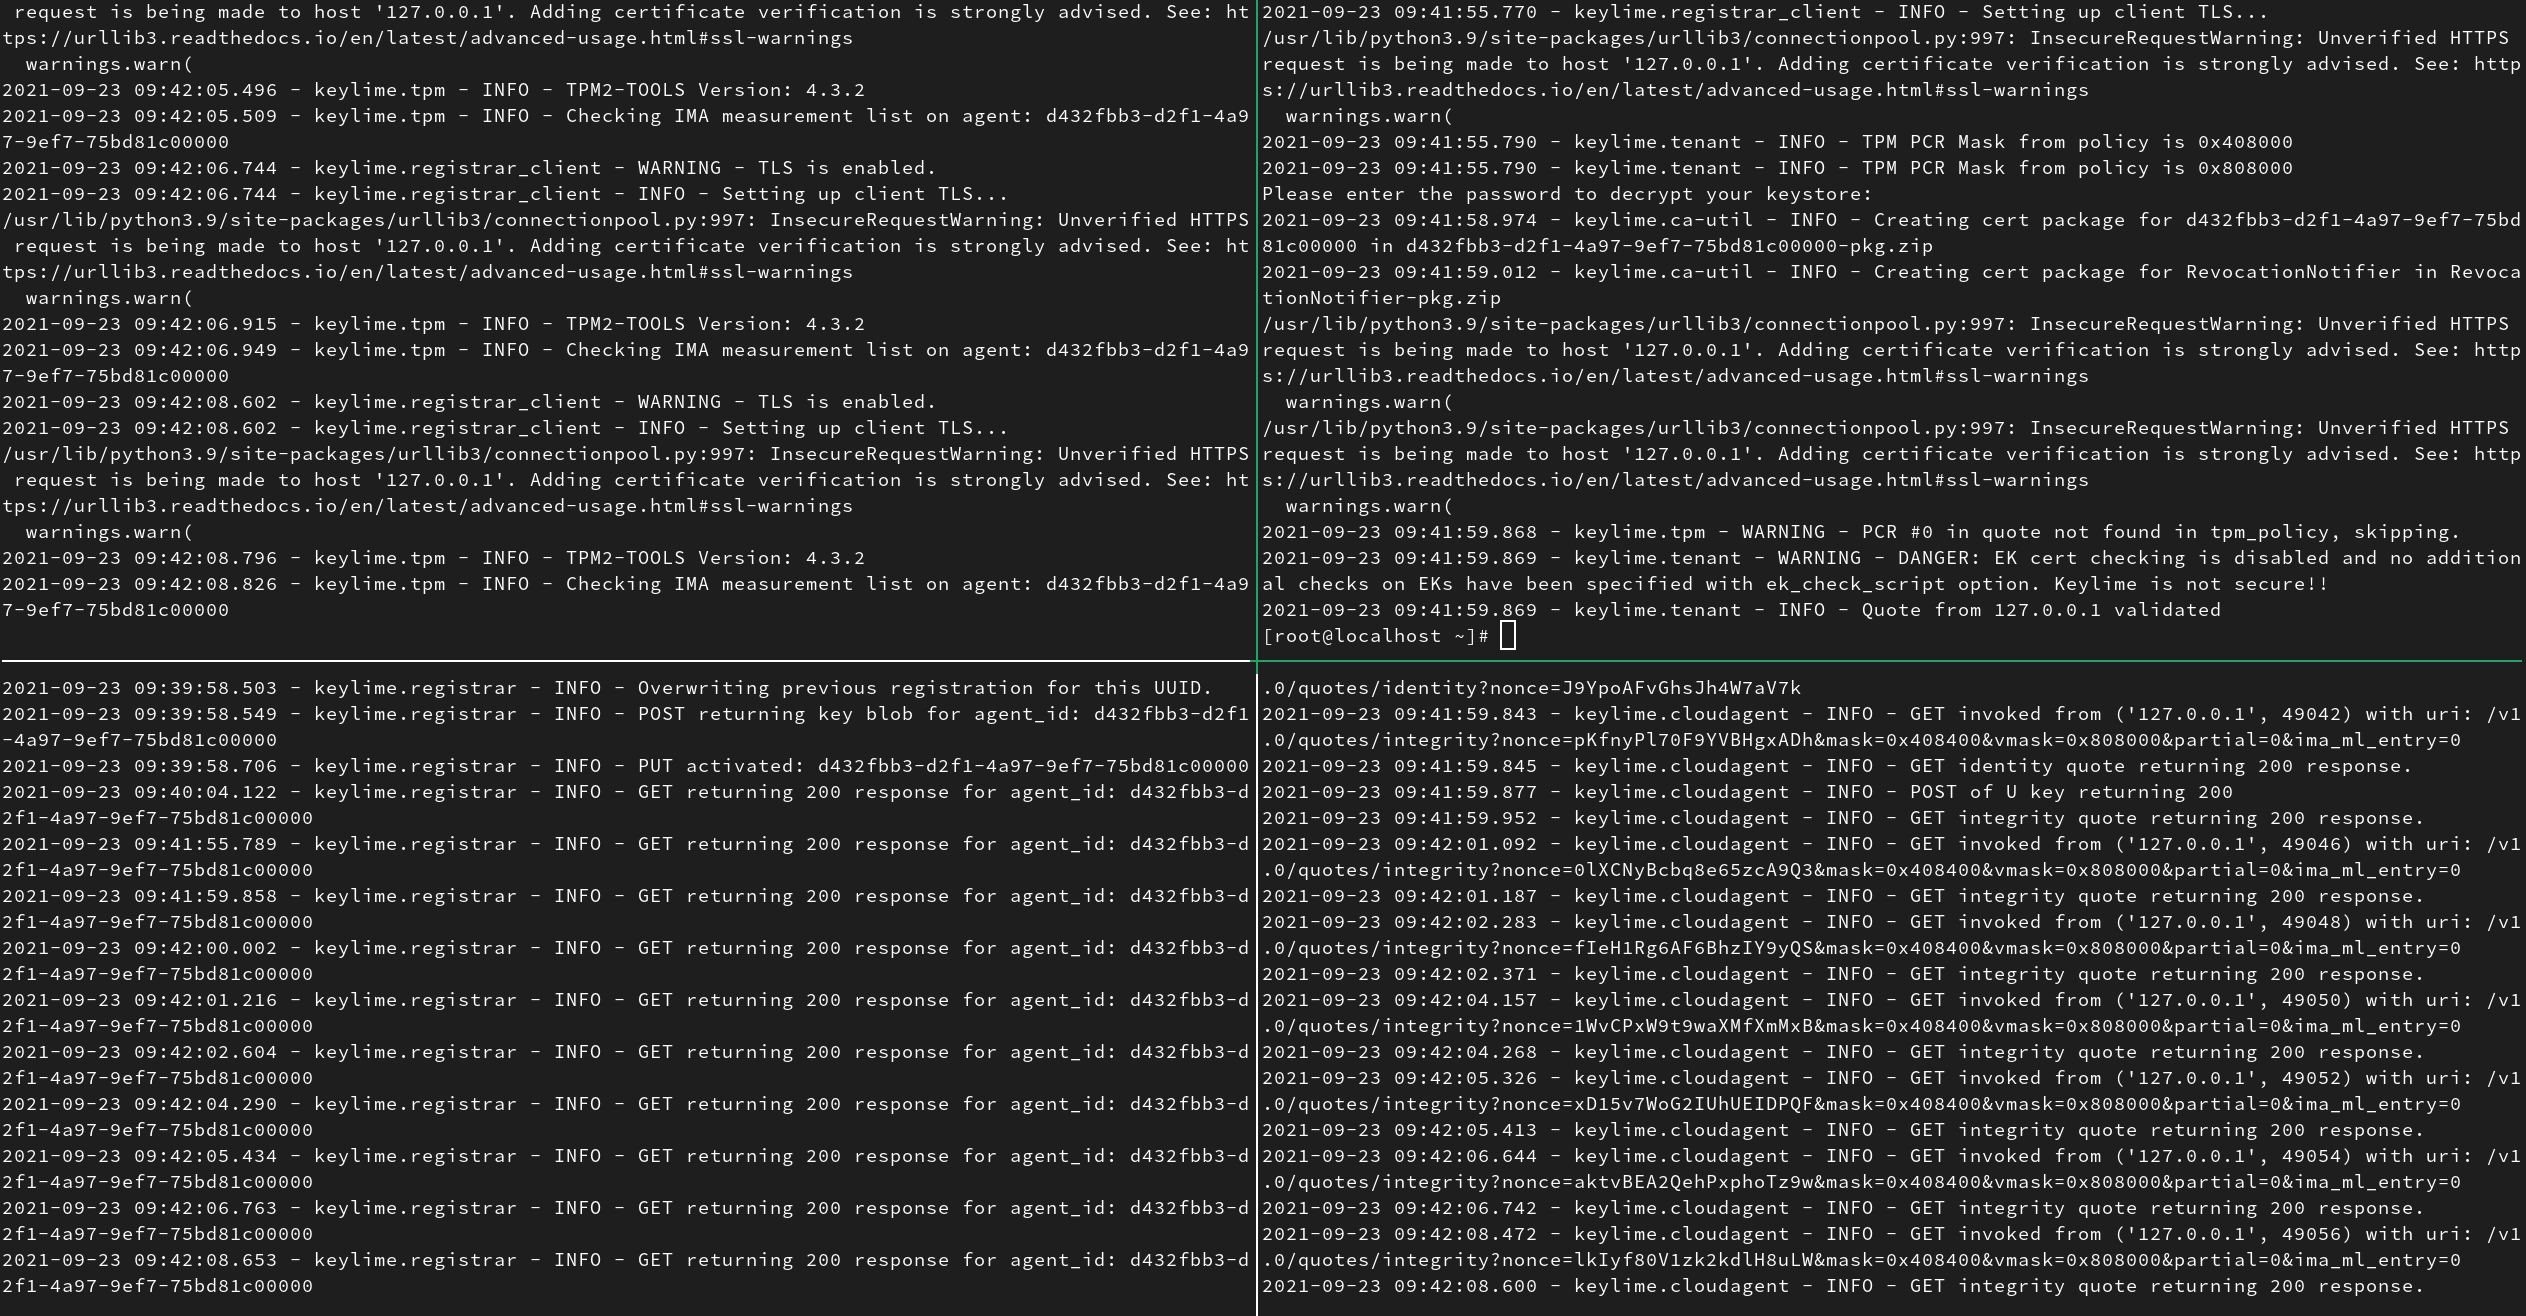 request is being made to host '127.0.0.1'. Adding certificate verification is strongly advised. See: ht
tps://urllib3.readthedocs.io/en/latest/advanced-usage.html#ssl-warnings
  warnings.warn(
2021-09-23 09:42:05.496 - keylime.tpm - INFO - TPM2-TOOLS Version: 4.3.2
2021-09-23 09:42:05.509 - keylime.tpm - INFO - Checking IMA measurement list on agent: d432fbb3-d2f1-4a9
7-9ef7-75bd81c00000
2021-09-23 09:42:06.744 - keylime.registrar_client - WARNING - TLS is enabled.
2021-09-23 09:42:06.744 - keylime.registrar_client - INFO - Setting up client TLS...
/usr/lib/python3.9/site-packages/urllib3/connectionpool.py:997: InsecureRequestWarning: Unverified HTTPS
 request is being made to host '127.0.0.1'. Adding certificate verification is strongly advised. See: ht
tps://urllib3.readthedocs.io/en/latest/advanced-usage.html#ssl-warnings
  warnings.warn(
2021-09-23 09:42:06.915 - keylime.tpm - INFO - TPM2-TOOLS Version: 4.3.2
2021-09-23 09:42:06.949 - keylime.tpm - INFO - Checking IMA measurement list on agent: d432fbb3-d2f1-4a9
7-9ef7-75bd81c00000
2021-09-23 09:42:08.602 - keylime.registrar_client - WARNING - TLS is enabled.
2021-09-23 09:42:08.602 - keylime.registrar_client - INFO - Setting up client TLS...
/usr/lib/python3.9/site-packages/urllib3/connectionpool.py:997: InsecureRequestWarning: Unverified HTTPS
 request is being made to host '127.0.0.1'. Adding certificate verification is strongly advised. See: ht
tps://urllib3.readthedocs.io/en/latest/advanced-usage.html#ssl-warnings
  warnings.warn(
2021-09-23 09:42:08.796 - keylime.tpm - INFO - TPM2-TOOLS Version: 4.3.2
2021-09-23 09:42:08.826 - keylime.tpm - INFO - Checking IMA measurement list on agent: d432fbb3-d2f1-4a9
7-9ef7-75bd81c00000
2021-09-23 09:41:55.770 - keylime.registrar_client - INFO - Setting up client TLS...
/usr/lib/python3.9/site-packages/urllib3/connectionpool.py:997: InsecureRequestWarning: Unverified HTTPS
request is being made to host '127.0.0.1'. Adding certificate verification is strongly advised. See: http
s://urllib3.readthedocs.io/en/latest/advanced-usage.html#ssl-warnings
  warnings.warn(
2021-09-23 09:41:55.790 - keylime.tenant - INFO - TPM PCR Mask from policy is 0x408000
2021-09-23 09:41:55.790 - keylime.tenant - INFO - TPM PCR Mask from policy is 0x808000
Please enter the password to decrypt your keystore:
2021-09-23 09:41:58.974 - keylime.ca-util - INFO - Creating cert package for d432fbb3-d2f1-4a97-9ef7-75bd
81c00000 in d432fbb3-d2f1-4a97-9ef7-75bd81c00000-pkg.zip
2021-09-23 09:41:59.012 - keylime.ca-util - INFO - Creating cert package for RevocationNotifier in Revoca
tionNotifier-pkg.zip
/usr/lib/python3.9/site-packages/urllib3/connectionpool.py:997: InsecureRequestWarning: Unverified HTTPS
request is being made to host '127.0.0.1'. Adding certificate verification is strongly advised. See: http
s://urllib3.readthedocs.io/en/latest/advanced-usage.html#ssl-warnings
  warnings.warn(
/usr/lib/python3.9/site-packages/urllib3/connectionpool.py:997: InsecureRequestWarning: Unverified HTTPS
request is being made to host '127.0.0.1'. Adding certificate verification is strongly advised. See: http
s://urllib3.readthedocs.io/en/latest/advanced-usage.html#ssl-warnings
  warnings.warn(
2021-09-23 09:41:59.868 - keylime.tpm - WARNING - PCR #0 in quote not found in tpm_policy, skipping.
2021-09-23 09:41:59.869 - keylime.tenant - WARNING - DANGER: EK cert checking is disabled and no addition
al checks on EKs have been specified with ek_check_script option. Keylime is not secure!!
2021-09-23 09:41:59.869 - keylime.tenant - INFO - Quote from 127.0.0.1 validated
[root@localhost ~]#
2021-09-23 09:39:58.503 - keylime.registrar - INFO - Overwriting previous registration for this UUID.
2021-09-23 09:39:58.549 - keylime.registrar - INFO - POST returning key blob for agent_id: d432fbb3-d2f1
-4a97-9ef7-75bd81c00000
2021-09-23 09:39:58.706 - keylime.registrar - INFO - PUT activated: d432fbb3-d2f1-4a97-9ef7-75bd81c00000
2021-09-23 09:40:04.122 - keylime.registrar - INFO - GET returning 200 response for agent_id: d432fbb3-d
2f1-4a97-9ef7-75bd81c00000
2021-09-23 09:41:55.789 - keylime.registrar - INFO - GET returning 200 response for agent_id: d432fbb3-d
2f1-4a97-9ef7-75bd81c00000
2021-09-23 09:41:59.858 - keylime.registrar - INFO - GET returning 200 response for agent_id: d432fbb3-d
2f1-4a97-9ef7-75bd81c00000
2021-09-23 09:42:00.002 - keylime.registrar - INFO - GET returning 200 response for agent_id: d432fbb3-d
2f1-4a97-9ef7-75bd81c00000
2021-09-23 09:42:01.216 - keylime.registrar - INFO - GET returning 200 response for agent_id: d432fbb3-d
2f1-4a97-9ef7-75bd81c00000
2021-09-23 09:42:02.604 - keylime.registrar - INFO - GET returning 200 response for agent_id: d432fbb3-d
2f1-4a97-9ef7-75bd81c00000
2021-09-23 09:42:04.290 - keylime.registrar - INFO - GET returning 200 response for agent_id: d432fbb3-d
2f1-4a97-9ef7-75bd81c00000
2021-09-23 09:42:05.434 - keylime.registrar - INFO - GET returning 200 response for agent_id: d432fbb3-d
2f1-4a97-9ef7-75bd81c00000
2021-09-23 09:42:06.763 - keylime.registrar - INFO - GET returning 200 response for agent_id: d432fbb3-d
2f1-4a97-9ef7-75bd81c00000
2021-09-23 09:42:08.653 - keylime.registrar - INFO - GET returning 200 response for agent_id: d432fbb3-d
2f1-4a97-9ef7-75bd81c00000
.0/quotes/identity?nonce=J9YpoAFvGhsJh4W7aV7k
2021-09-23 09:41:59.843 - keylime.cloudagent - INFO - GET invoked from ('127.0.0.1', 49042) with uri: /v1
.0/quotes/integrity?nonce=pKfnyPl70F9YVBHgxADh&mask=0x408400&vmask=0x808000&partial=0&ima_ml_entry=0
2021-09-23 09:41:59.845 - keylime.cloudagent - INFO - GET identity quote returning 200 response.
2021-09-23 09:41:59.877 - keylime.cloudagent - INFO - POST of U key returning 200
2021-09-23 09:41:59.952 - keylime.cloudagent - INFO - GET integrity quote returning 200 response.
2021-09-23 09:42:01.092 - keylime.cloudagent - INFO - GET invoked from ('127.0.0.1', 49046) with uri: /v1
.0/quotes/integrity?nonce=0lXCNyBcbq8e65zcA9Q3&mask=0x408400&vmask=0x808000&partial=0&ima_ml_entry=0
2021-09-23 09:42:01.187 - keylime.cloudagent - INFO - GET integrity quote returning 200 response.
2021-09-23 09:42:02.283 - keylime.cloudagent - INFO - GET invoked from ('127.0.0.1', 49048) with uri: /v1
.0/quotes/integrity?nonce=fIeH1Rg6AF6BhzIY9yQS&mask=0x408400&vmask=0x808000&partial=0&ima_ml_entry=0
2021-09-23 09:42:02.371 - keylime.cloudagent - INFO - GET integrity quote returning 200 response.
2021-09-23 09:42:04.157 - keylime.cloudagent - INFO - GET invoked from ('127.0.0.1', 49050) with uri: /v1
.0/quotes/integrity?nonce=1WvCPxW9t9waXMfXmMxB&mask=0x408400&vmask=0x808000&partial=0&ima_ml_entry=0
2021-09-23 09:42:04.268 - keylime.cloudagent - INFO - GET integrity quote returning 200 response.
2021-09-23 09:42:05.326 - keylime.cloudagent - INFO - GET invoked from ('127.0.0.1', 49052) with uri: /v1
.0/quotes/integrity?nonce=xD15v7WoG2IUhUEIDPQF&mask=0x408400&vmask=0x808000&partial=0&ima_ml_entry=0
2021-09-23 09:42:05.413 - keylime.cloudagent - INFO - GET integrity quote returning 200 response.
2021-09-23 09:42:06.644 - keylime.cloudagent - INFO - GET invoked from ('127.0.0.1', 49054) with uri: /v1
.0/quotes/integrity?nonce=aktvBEA2QehPxphoTz9w&mask=0x408400&vmask=0x808000&partial=0&ima_ml_entry=0
2021-09-23 09:42:06.742 - keylime.cloudagent - INFO - GET integrity quote returning 200 response.
2021-09-23 09:42:08.472 - keylime.cloudagent - INFO - GET invoked from ('127.0.0.1', 49056) with uri: /v1
.0/quotes/integrity?nonce=lkIyf80V1zk2kdlH8uLW&mask=0x408400&vmask=0x808000&partial=0&ima_ml_entry=0
2021-09-23 09:42:08.600 - keylime.cloudagent - INFO - GET integrity quote returning 200 response.